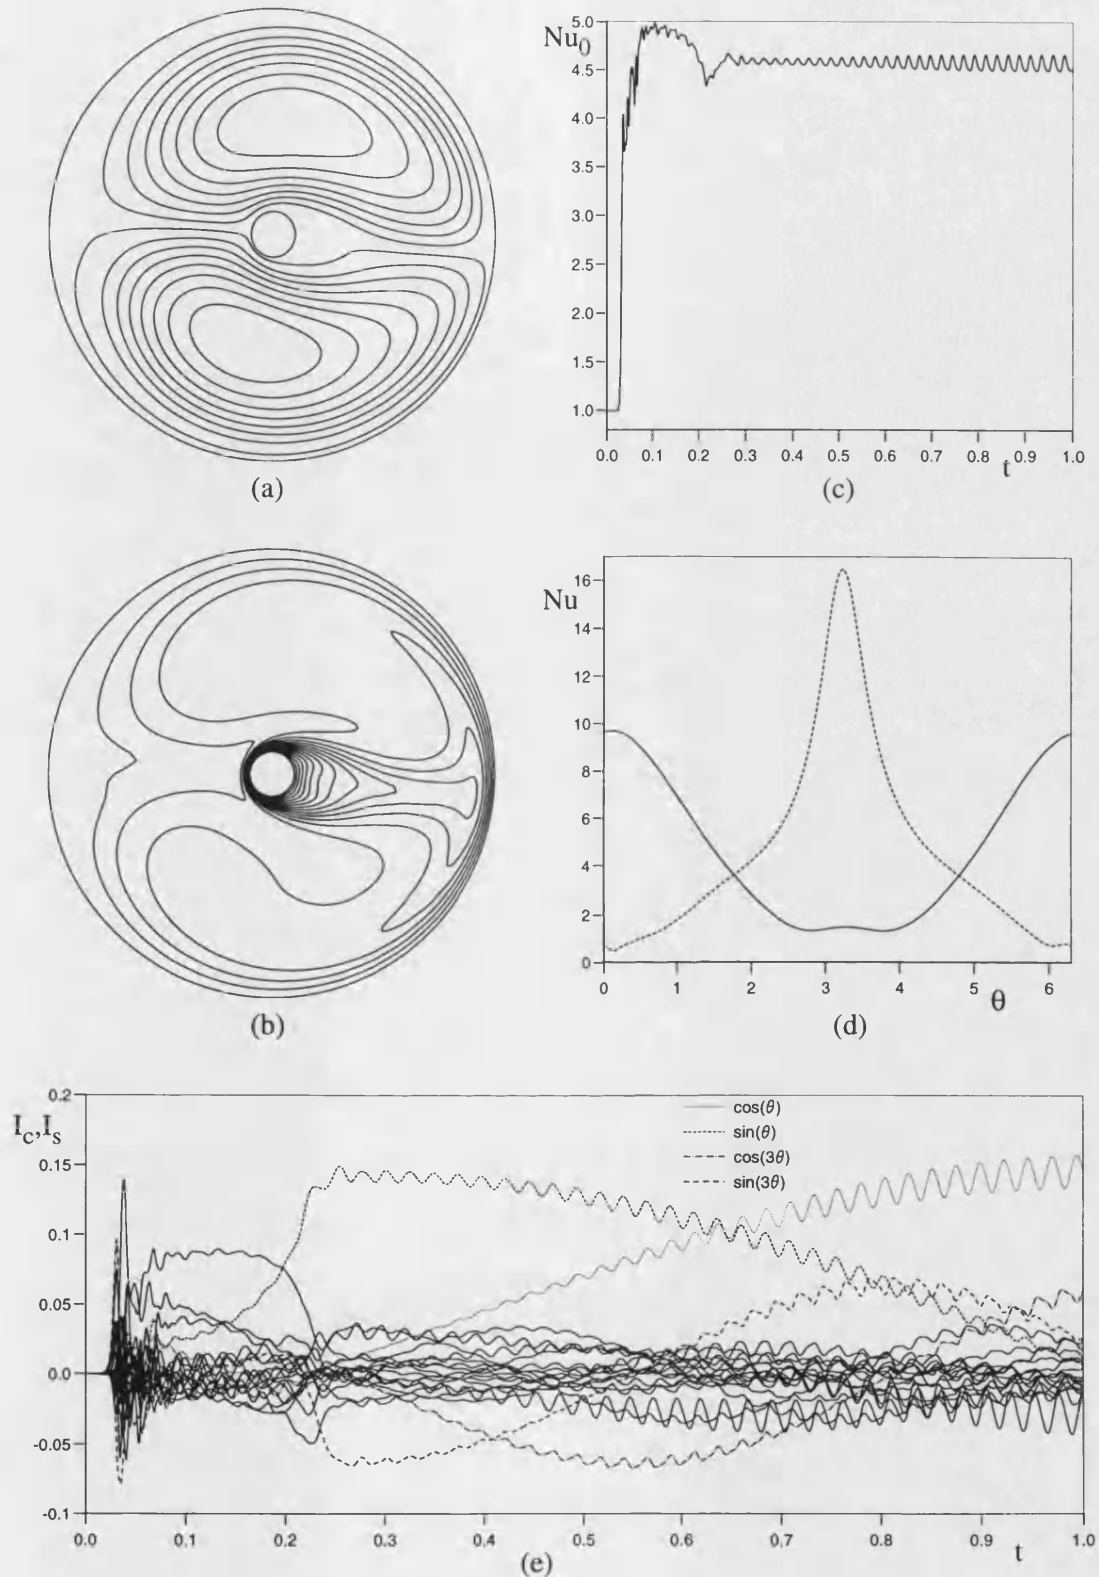 (a)
Nu0
5.0
4.5
4.0
3.5
3.0
2.5
2.0
1.5
1.0
0.0 0.1 0.2 0.3 0.4 0.5 0.6 0.7 0.8 0.9 1.0
t
(c)
(b)
Nu
16
14
12
10
8
6
4
2
0
0 1 2 3 4 5 6
θ
(d)
Ic,Is
0.2
0.15
0.1
0.05
0.0
-0.05
-0.1
cos(θ)
sin(θ)
cos(3θ)
sin(3θ)
0.0 0.1 0.2 0.3 0.4 0.5 0.6 0.7 0.8 0.9 1.0
t
(e)